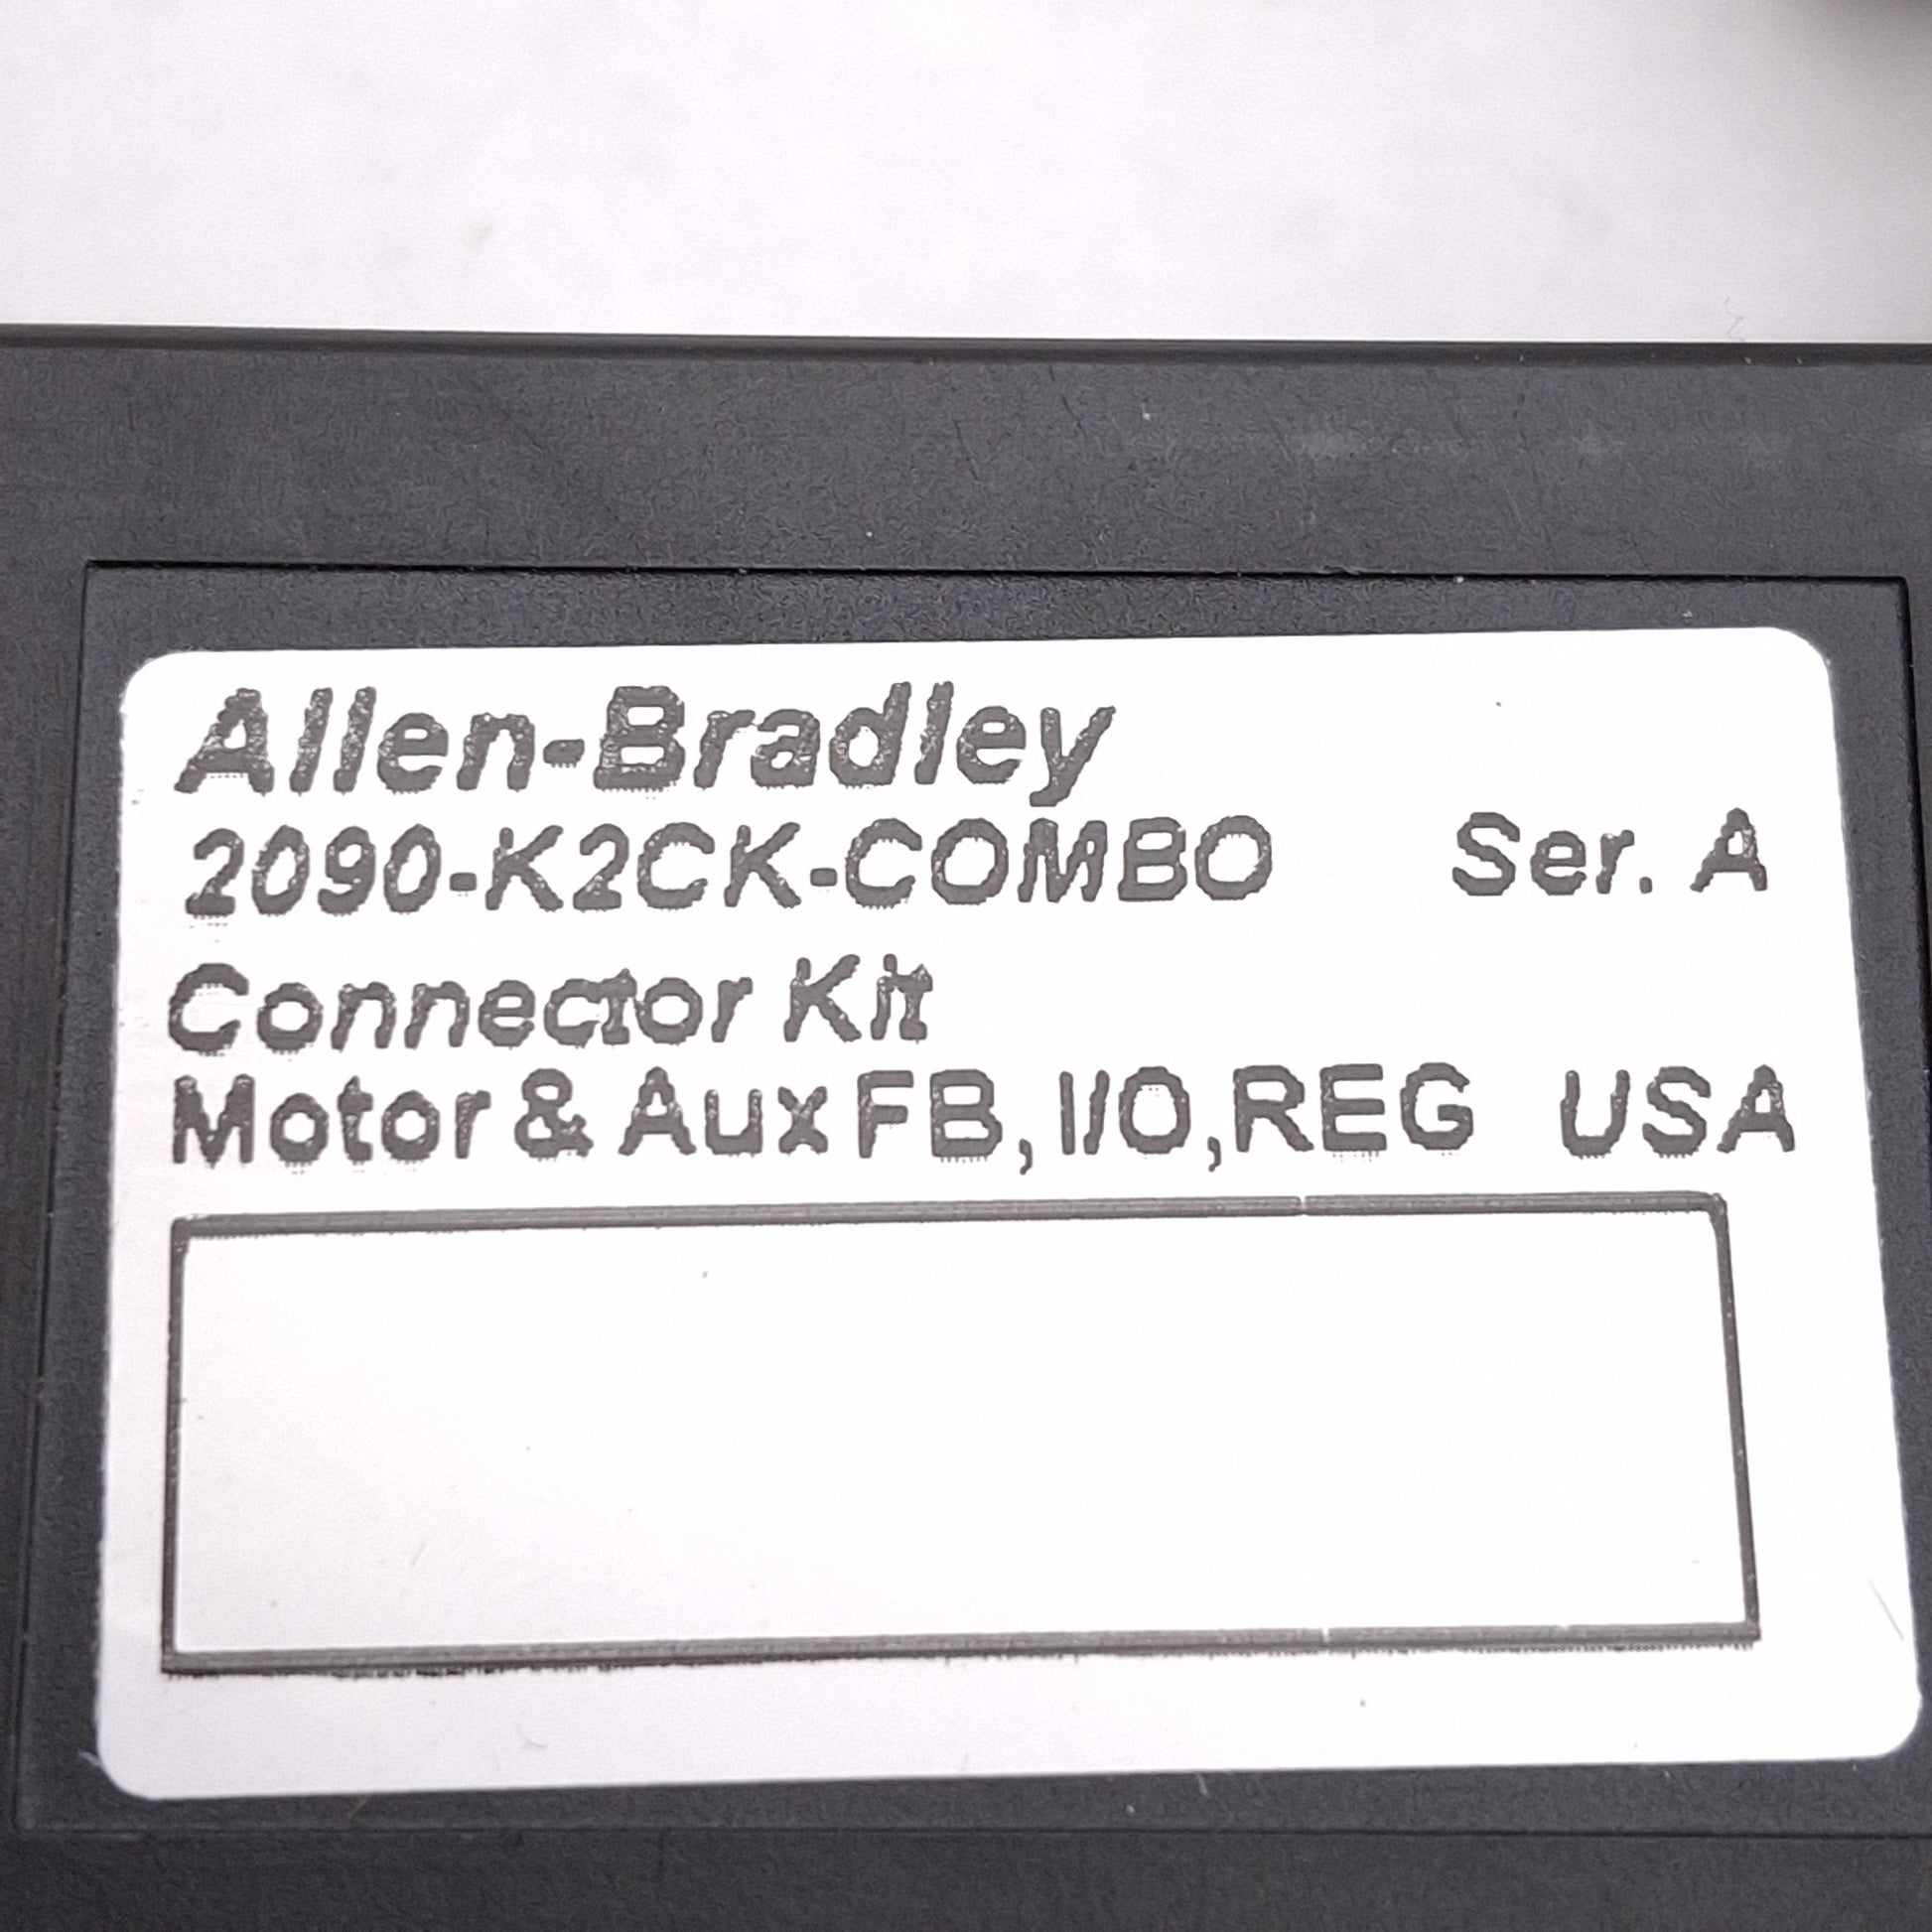 Allen-Bradley
2090-K2CK-COMBO Ser. A
Connector Kit
Motor & Aux FB, I/O, REG USA